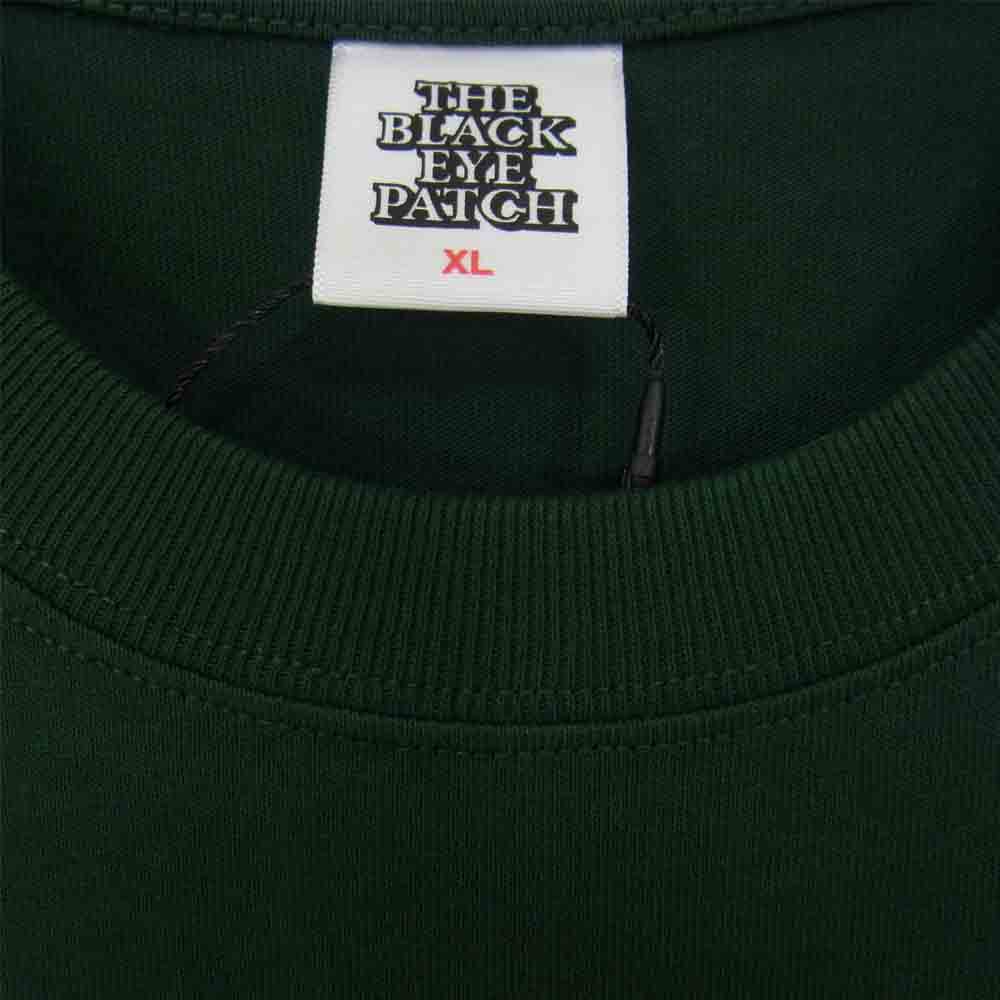 THE
BLACK
EYE
PATCH
XL